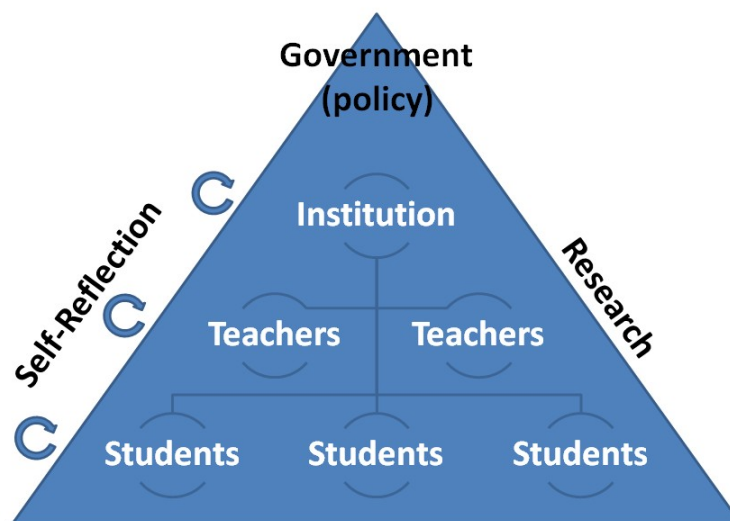 Government
(policy)
Institution
Self-Reflection
Research
Teachers
Teachers
Students
Students
Students